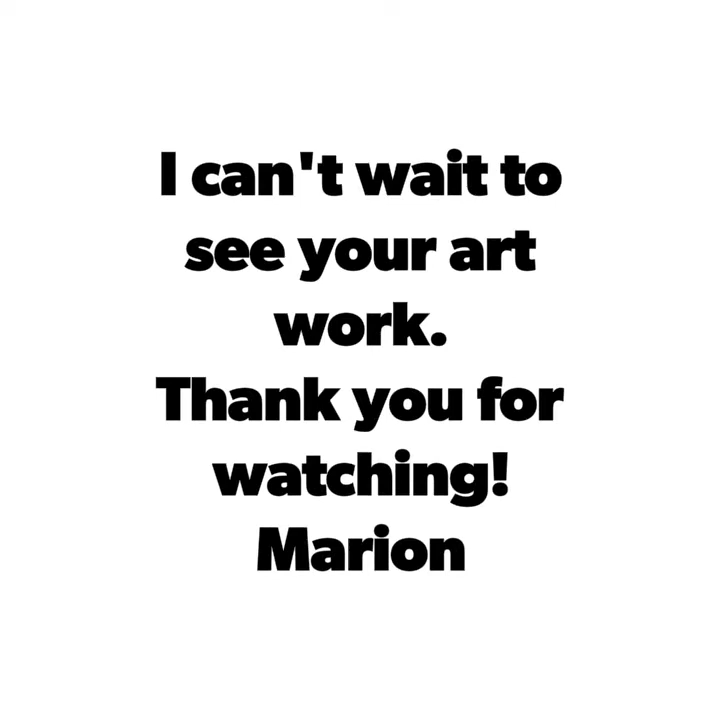 I can't wait to
see your art
work.
Thank you for
watching!
Marion